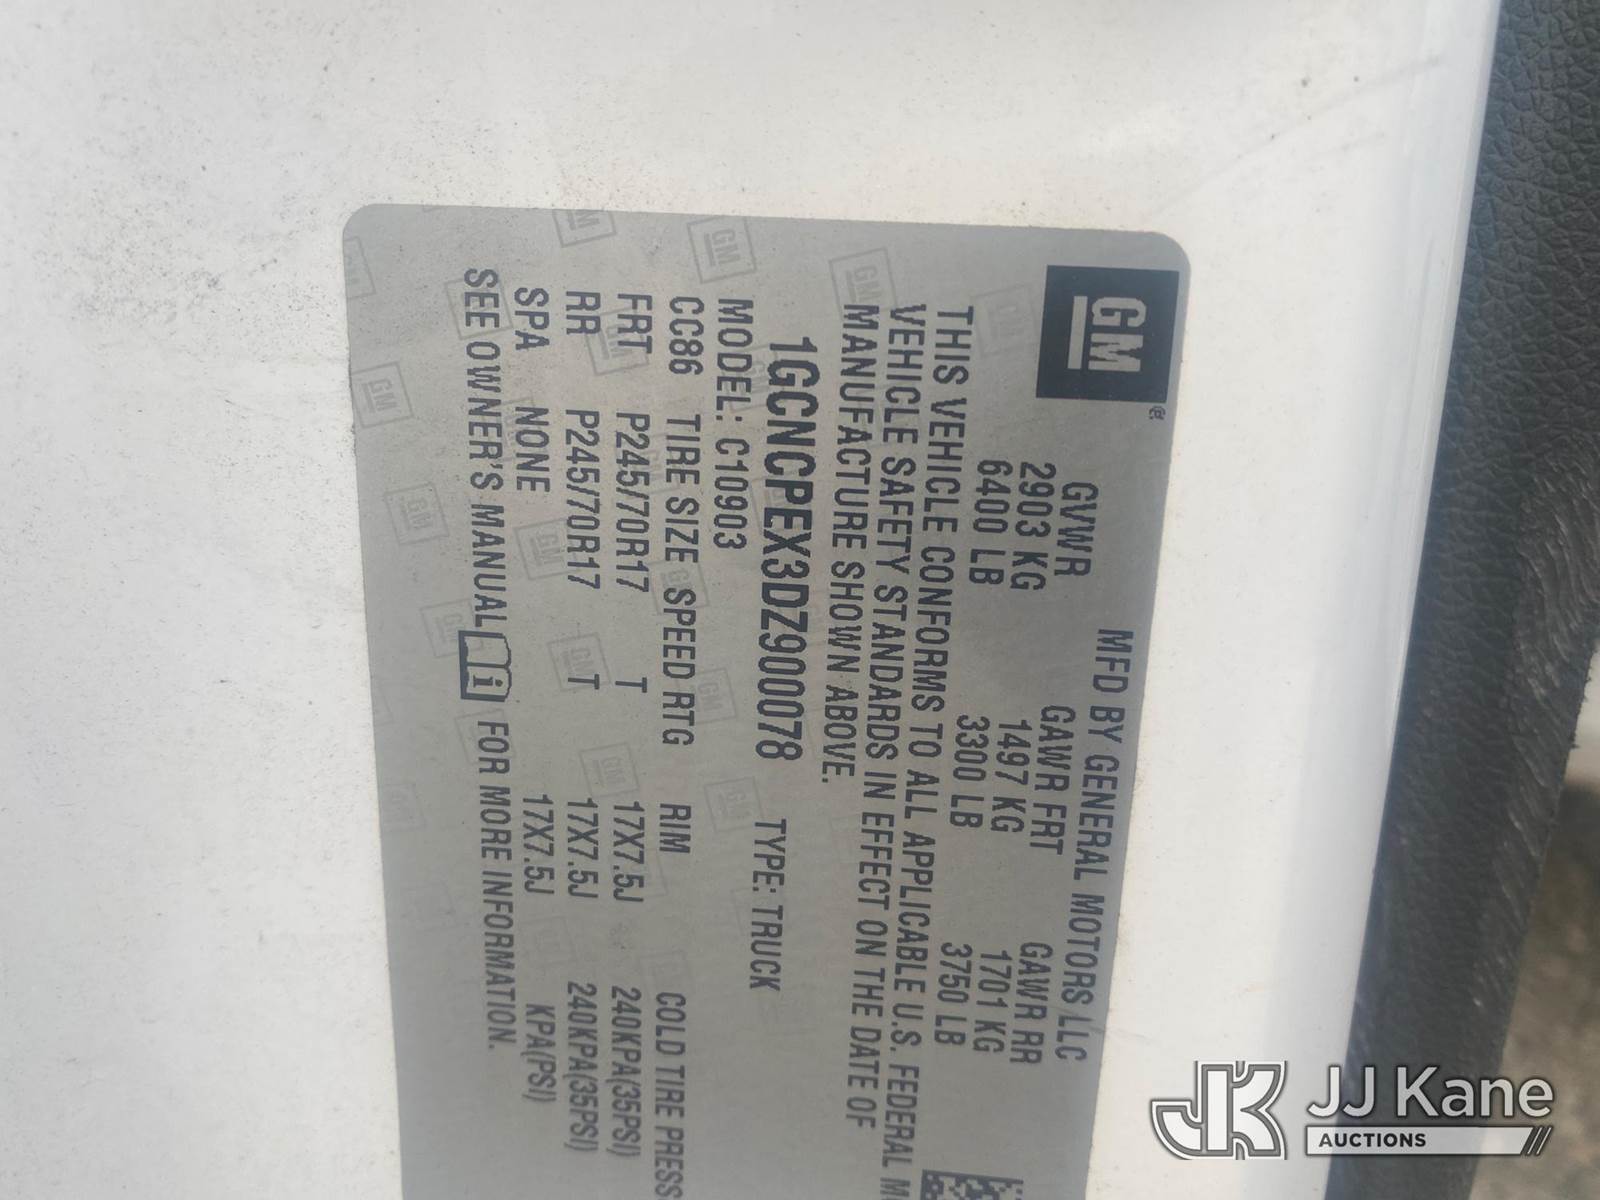 GM
MFD BY GENERAL MOTORS LLC
GVWR GAWR FRT GAWR RR
2903 KG 1497 KG 1701 KG
6400 LB 3300 LB 3750 LB
THIS VEHICLE CONFORMS TO ALL APPLICABLE U.S. FEDERAL
VEHICLE SAFETY STANDARDS IN EFFECT ON THE DATE OF
MANUFACTURE SHOWN ABOVE.
1GCNCPEX3DZ900078 TYPE: TRUCK
MODEL: C10903
CC86 TIRE SIZE SPEED RTG RIM COLD TIRE PRESS
FRT P245/70R17 T 17X7.5J 240KPA(35PSI)
RR P245/70R17 T 17X7.5J 240KPA(35PSI)
SPA NONE 17X7.5J KPA(PSI)
SEE OWNER'S MANUAL i FOR MORE INFORMATION.
JK JJ Kane
AUCTIONS